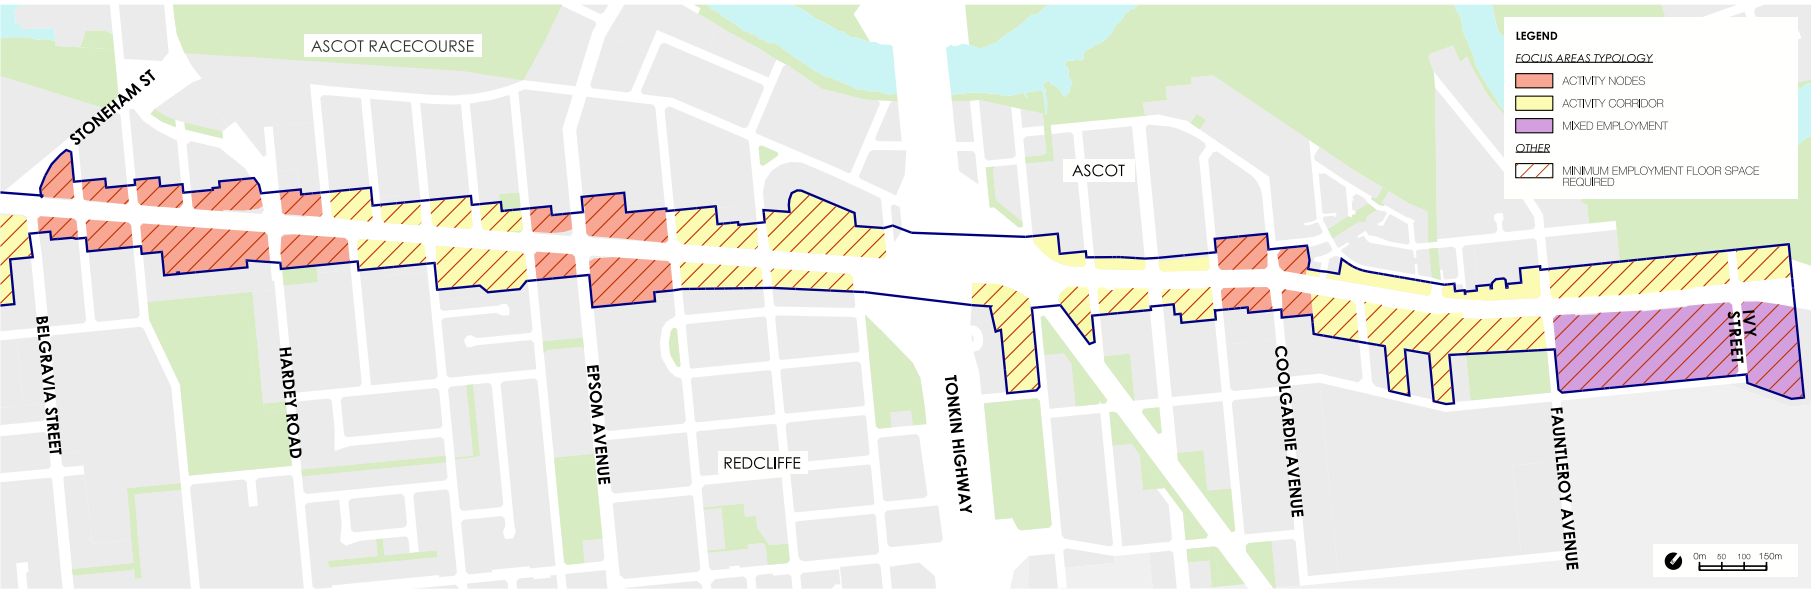 ASCOT RACECOURSE
STONEHAM ST
ASCOT
LEGEND
FOCUS AREAS TYPOLOGY
ACTIVITY NODES
ACTIVITY CORRIDOR
MIXED EMPLOYMENT
OTHER
MINIMUM EMPLOYMENT FLOOR SPACE
REQUIRED
BELGRAVIA STREET
HARDEY ROAD
EPSOM AVENUE
REDCLIFFE
TONKIN HIGHWAY
COOLGARDIE AVENUE
FAUNTLEROY AVENUE
IVY
STREET
0m 50 100 150m